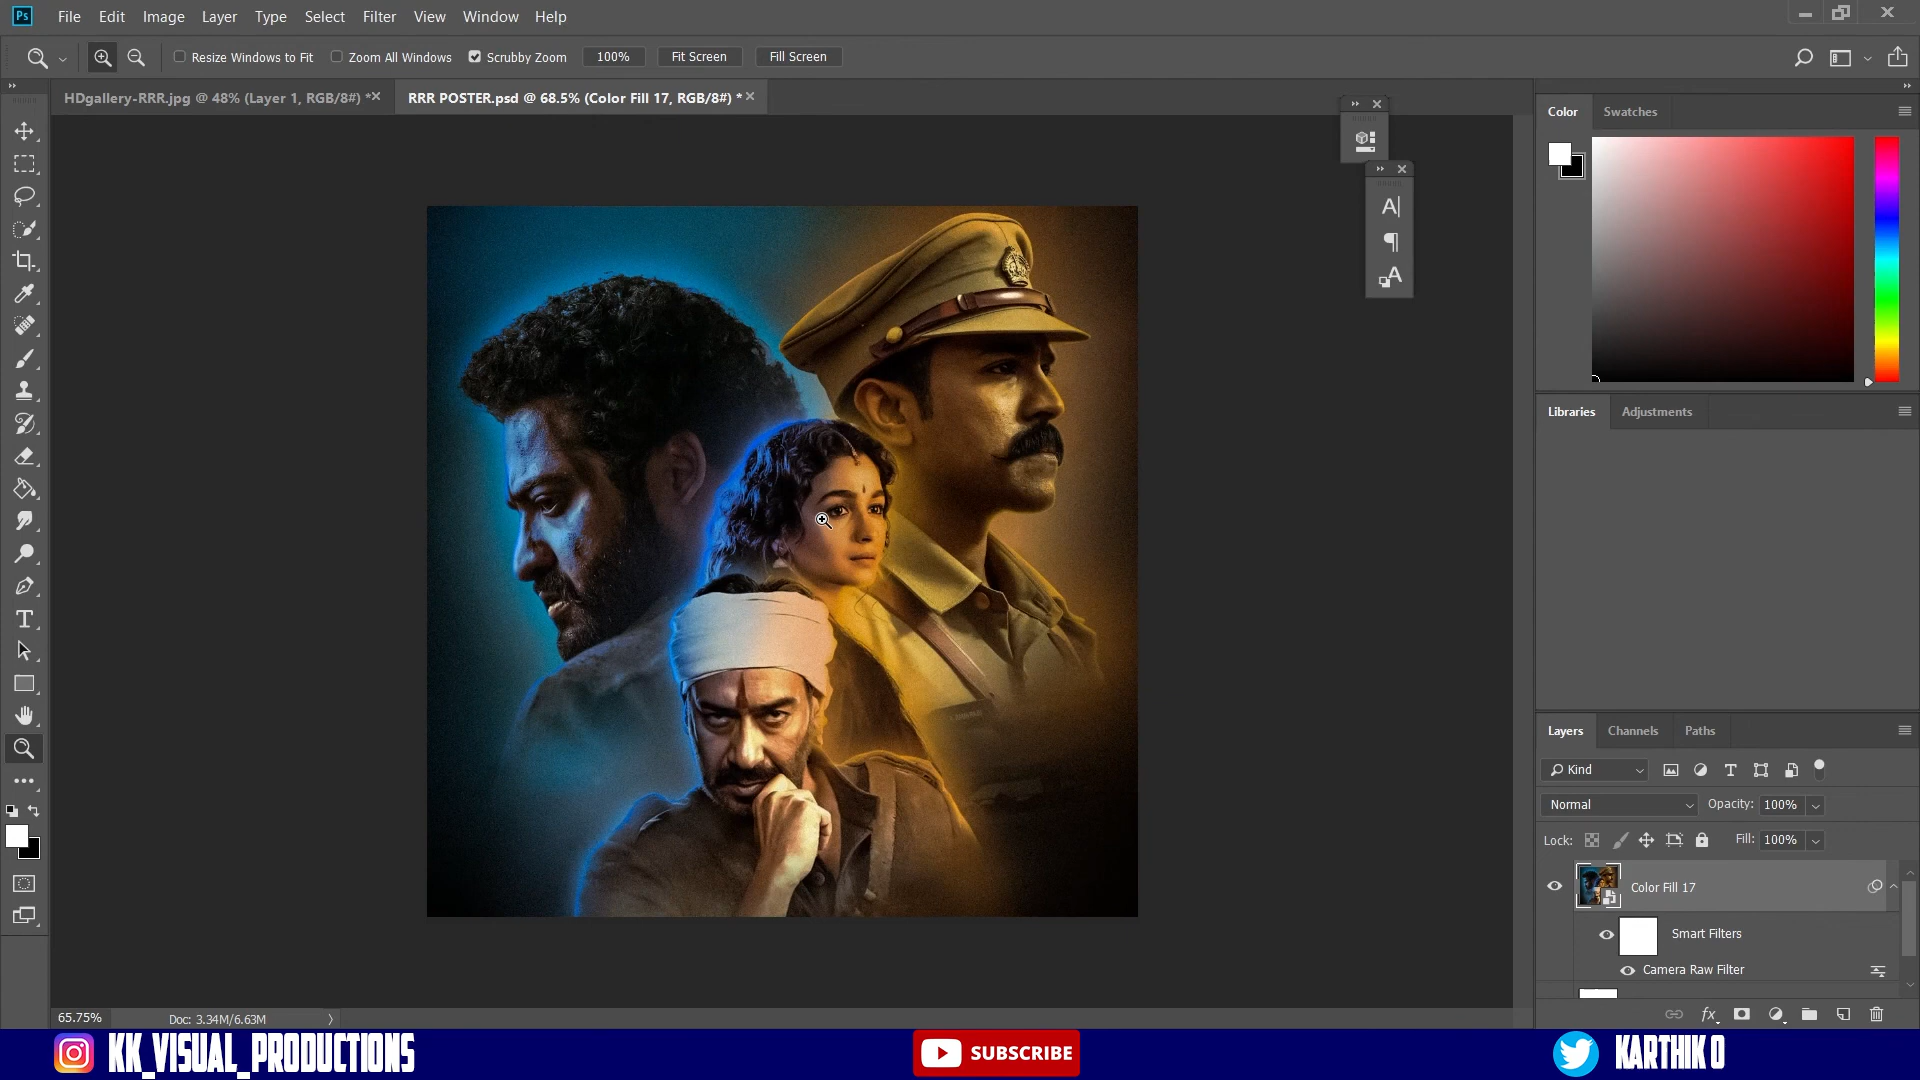 Ps File Edit Image Layer Type Select Filter View Window Help
Resize Windows to Fit Zoom All Windows Scrubby Zoom 100% Fit Screen Fill Screen
HDgallery-RRR.jpg @ 48% (Layer 1, RGB/8#) * RRR POSTER.psd @ 68.5% (Color Fill 17, RGB/8#) *
Color Swatches
Libraries Adjustments
Layers Channels Paths
Kind
Normal Opacity: 100%
Lock: Fill: 100%
Color Fill 17
Smart Filters
Camera Raw Filter
65.75% Doc: 3.34M/6.63M
KK_VISUAL_PRODUCTIONS SUBSCRIBE KARTHIK O